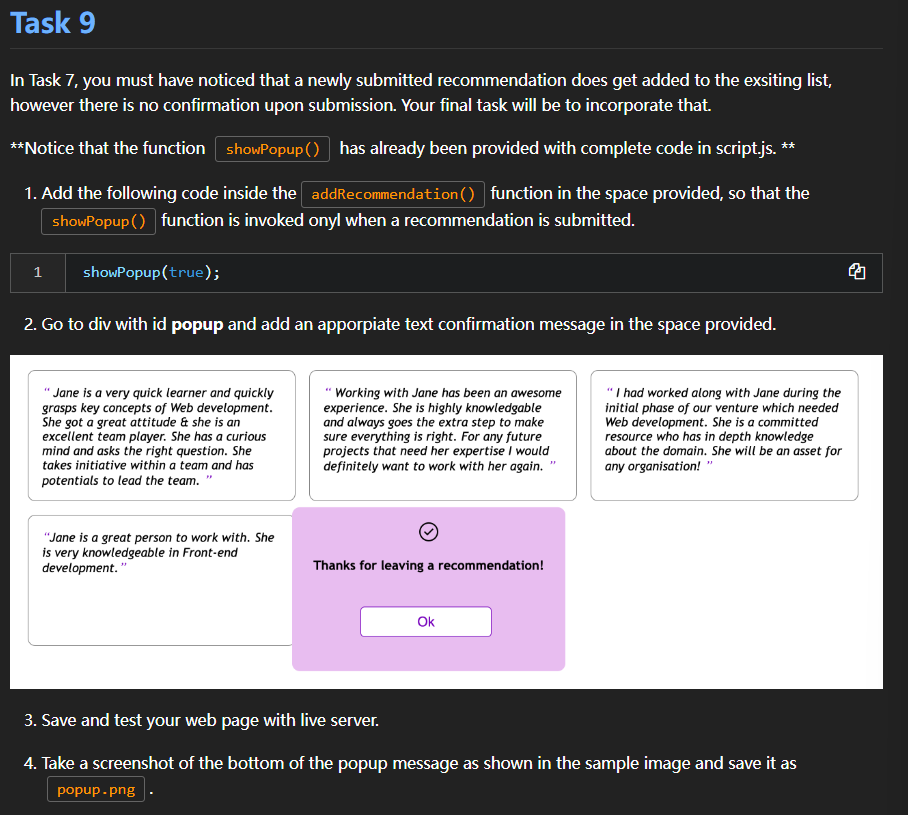 Task 9
In Task 7, you must have noticed that a newly submitted recommendation does get added to the exsiting list,
however there is no confirmation upon submission. Your final task will be to incorporate that.
**Notice that the function showPopup() has already been provided with complete code in script.js. **
1. Add the following code inside the addRecommendation() function in the space provided, so that the
showPopup() function is invoked onyl when a recommendation is submitted.
1 showPopup(true);
2. Go to div with id popup and add an apporpiate text confirmation message in the space provided.
“ Jane is a very quick learner and quickly
grasps key concepts of Web development.
She got a great attitude & she is an
excellent team player. She has a curious
mind and asks the right question. She
takes initiative within a team and has
potentials to lead the team. ”
“ Working with Jane has been an awesome
experience. She is highly knowledgable
and always goes the extra step to make
sure everything is right. For any future
projects that need her expertise I would
definitely want to work with her again. ”
“ I had worked along with Jane during the
initial phase of our venture which needed
Web development. She is a committed
resource who has in depth knowledge
about the domain. She will be an asset for
any organisation! ”
“Jane is a great person to work with. She
is very knowledgeable in Front-end
development.”
Thanks for leaving a recommendation!
Ok
3. Save and test your web page with live server.
4. Take a screenshot of the bottom of the popup message as shown in the sample image and save it as
popup.png .